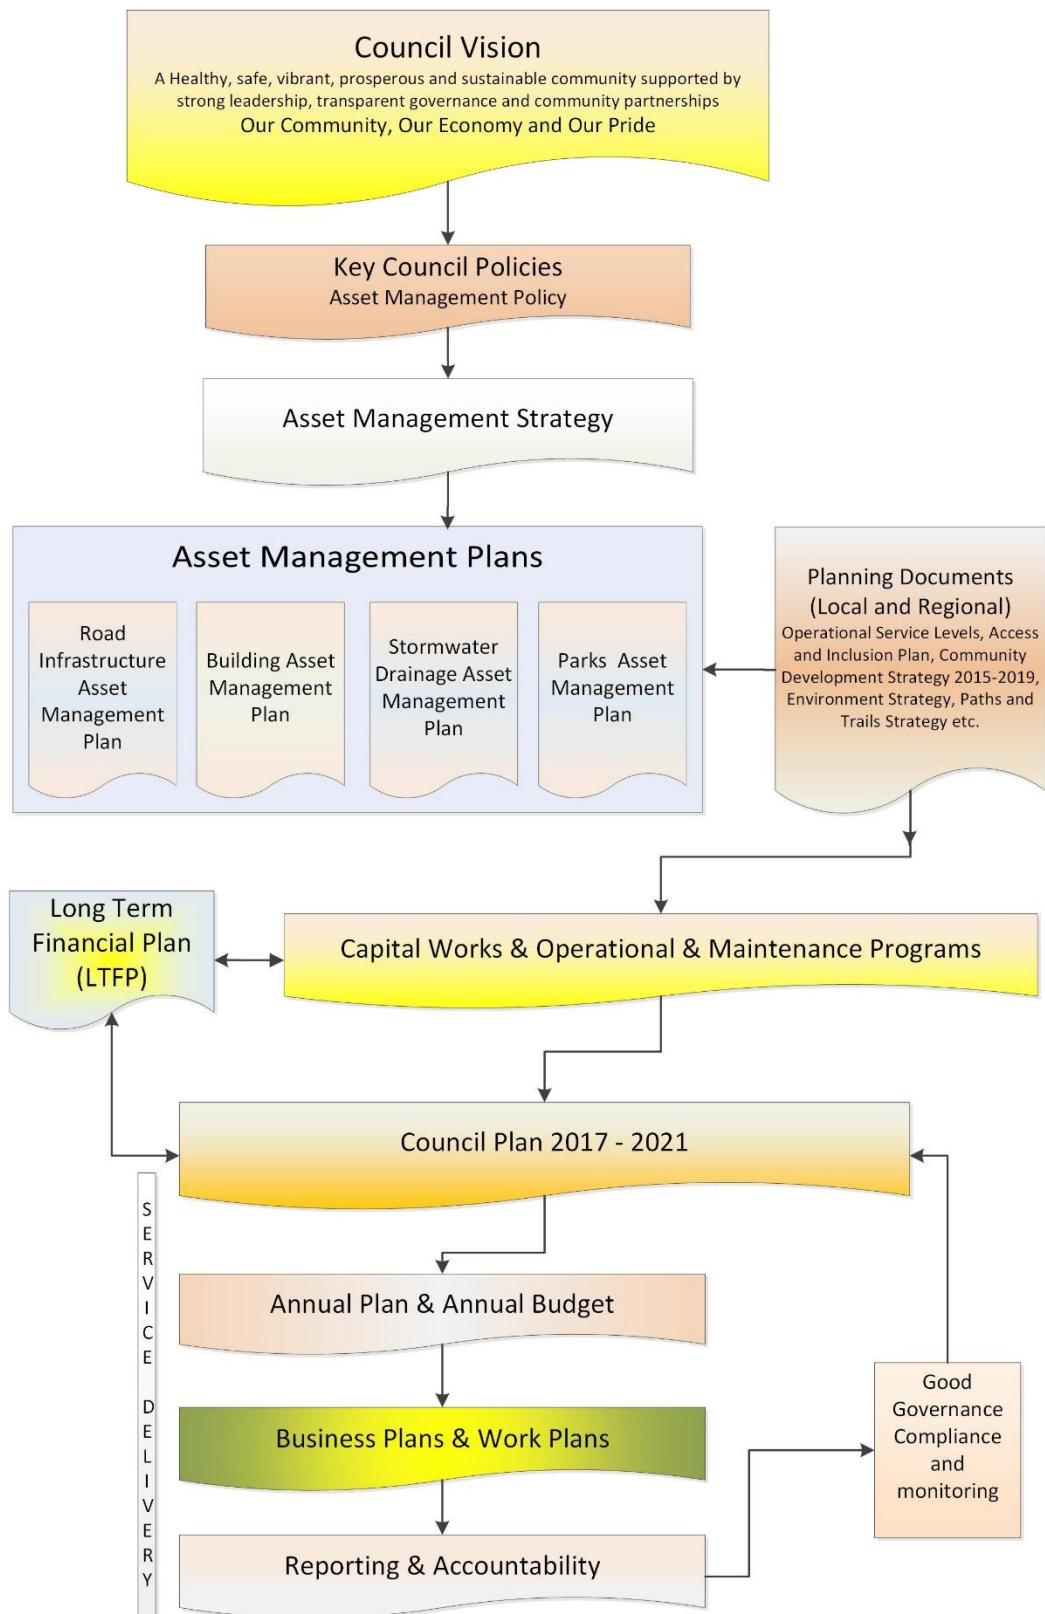 Council Vision
A Healthy, safe, vibrant, prosperous and sustainable community supported by
strong leadership, transparent governance and community partnerships
Our Community, Our Economy and Our Pride
Key Council Policies
Asset Management Policy
Asset Management Strategy
Asset Management Plans
Road
Infrastructure
Asset
Management
Plan
Building Asset
Management
Plan
Stormwater
Drainage Asset
Management
Plan
Parks Asset
Management
Plan
Planning Documents
(Local and Regional)
Operational Service Levels, Access
and Inclusion Plan, Community
Development Strategy 2015-2019,
Environment Strategy, Paths and
Trails Strategy etc.
Long Term
Financial Plan
(LTFP)
Capital Works & Operational & Maintenance Programs
Council Plan 2017 - 2021
SERVICE DELIVERY
Annual Plan & Annual Budget
Business Plans & Work Plans
Reporting & Accountability
Good
Governance
Compliance
and
monitoring